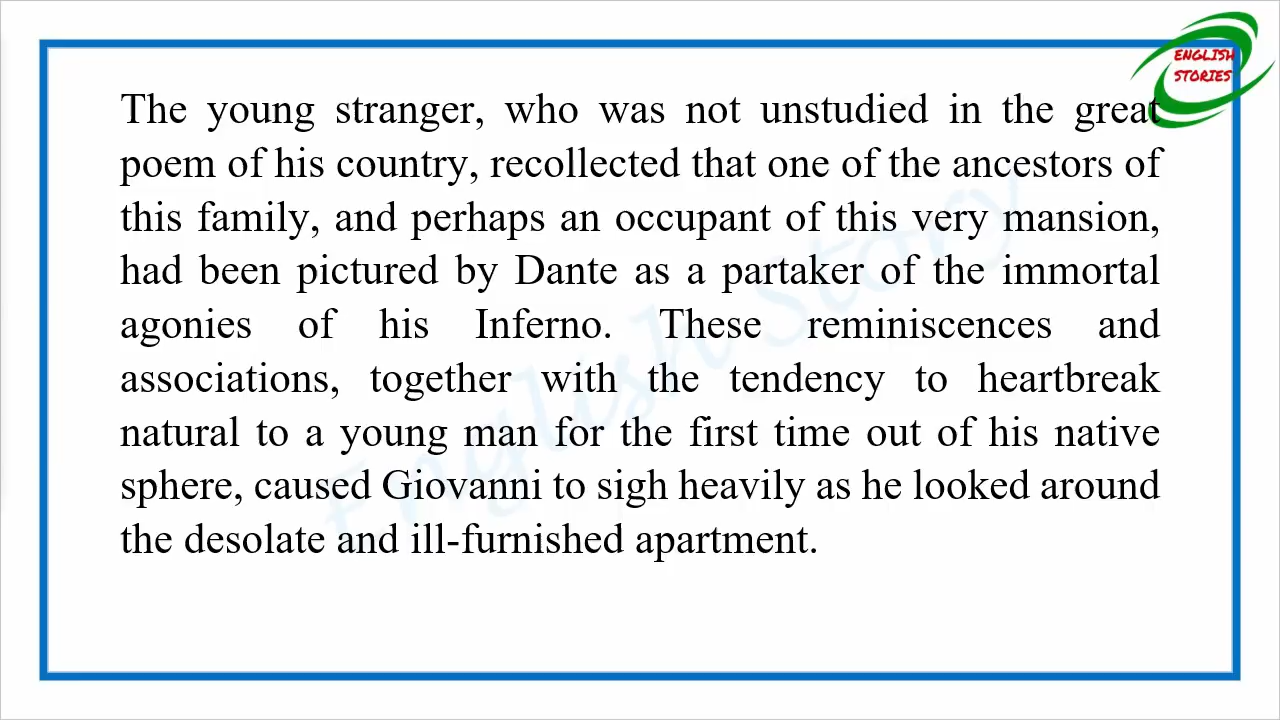 ENGLISH
STORIES
The young stranger, who was not unstudied in the great
poem of his country, recollected that one of the ancestors of
this family, and perhaps an occupant of this very mansion,
had been pictured by Dante as a partaker of the immortal
agonies of his Inferno. These reminiscences and
associations, together with the tendency to heartbreak
natural to a young man for the first time out of his native
sphere, caused Giovanni to sigh heavily as he looked around
the desolate and ill-furnished apartment.
English Story